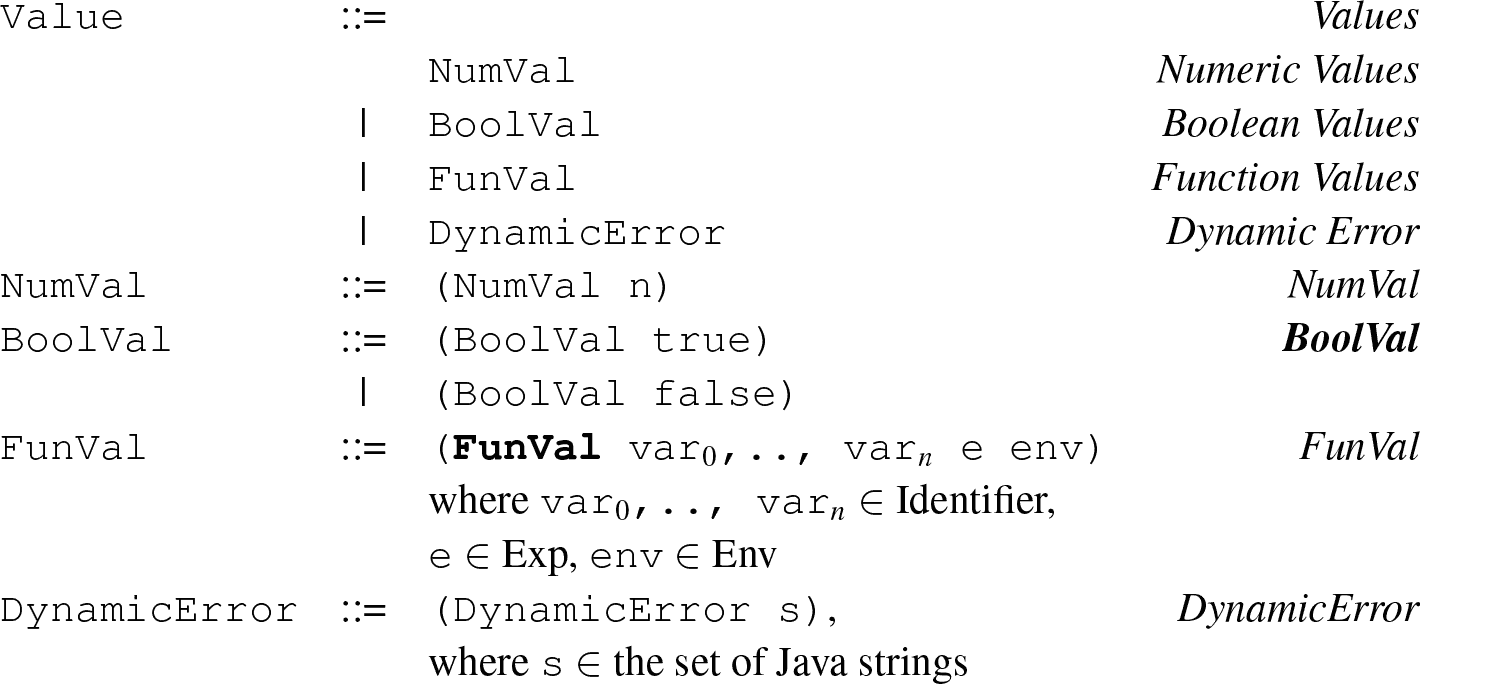 Value ::= Values
NumVal Numeric Values
| BoolVal Boolean Values
| FunVal Function Values
| DynamicError Dynamic Error
NumVal ::= (NumVal n) NumVal
BoolVal ::= (BoolVal true) BoolVal
| (BoolVal false)
FunVal ::= (FunVal var₀,.., varₙ e env) FunVal
where var₀,.., varₙ ∈ Identifier,
e ∈ Exp, env ∈ Env
DynamicError ::= (DynamicError s), DynamicError
where s ∈ the set of Java strings